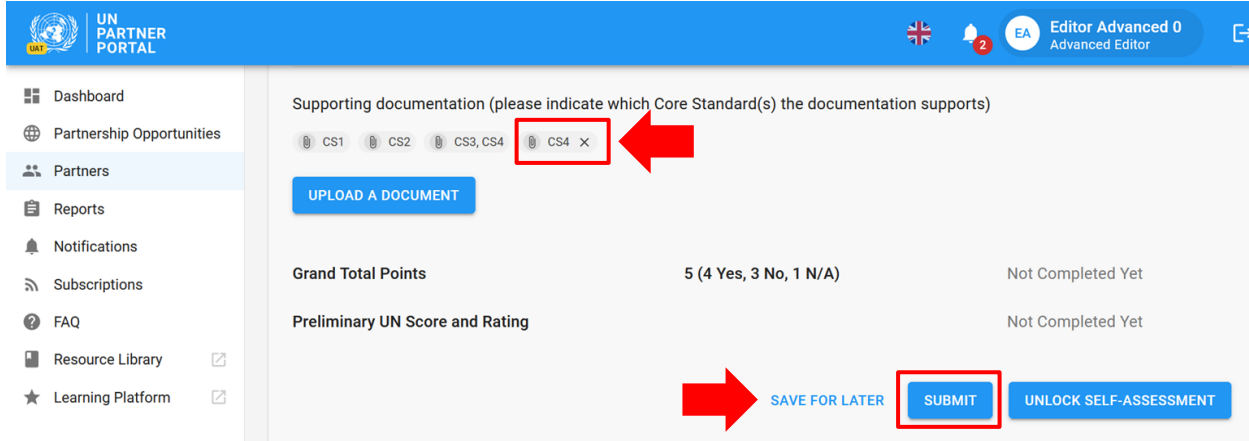 UN
PARTNER
PORTAL
UAT
2
EA
Editor Advanced 0
Advanced Editor
Dashboard
Partnership Opportunities
Partners
Reports
Notifications
Subscriptions
FAQ
Resource Library
Learning Platform
Supporting documentation (please indicate which Core Standard(s) the documentation supports)
CS1 CS2 CS3, CS4 CS4
UPLOAD A DOCUMENT
Grand Total Points 5 (4 Yes, 3 No, 1 N/A) Not Completed Yet
Preliminary UN Score and Rating Not Completed Yet
SAVE FOR LATER SUBMIT UNLOCK SELF-ASSESSMENT